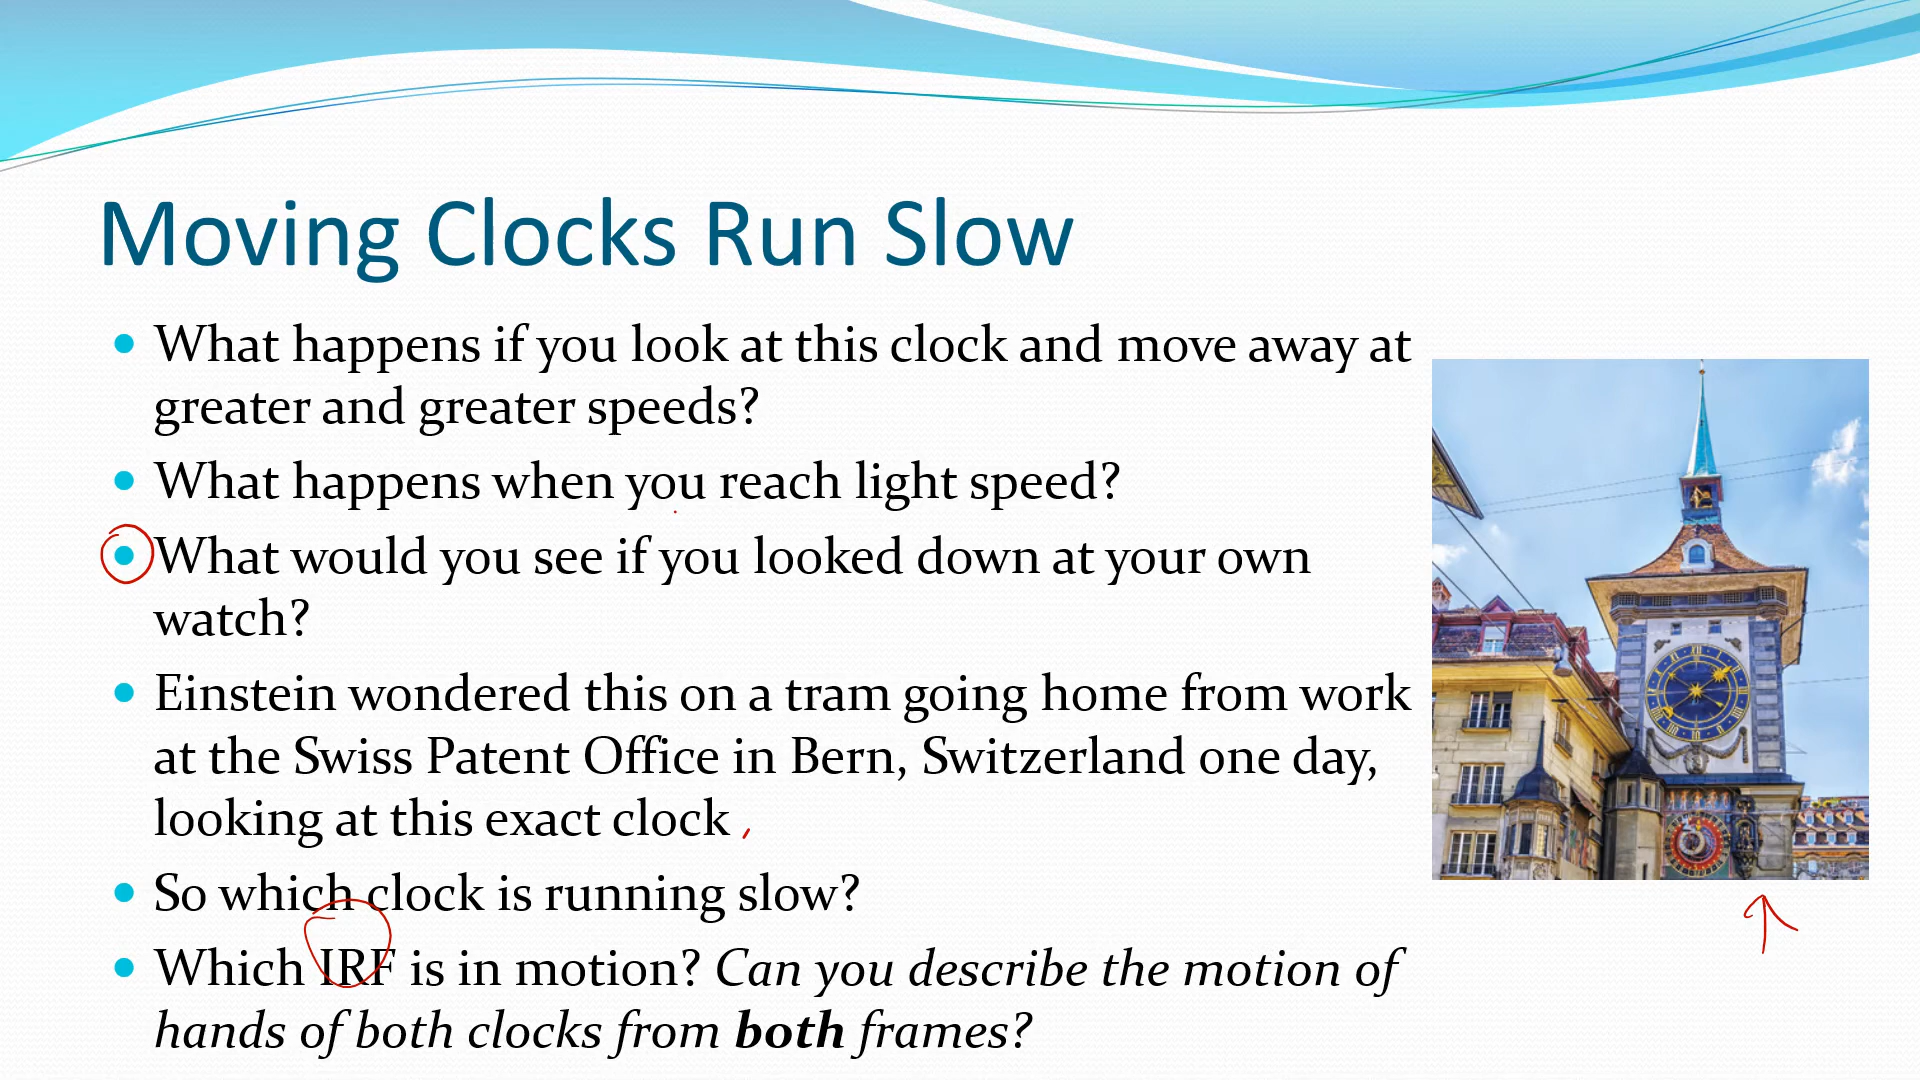 Moving Clocks Run Slow
What happens if you look at this clock and move away at
greater and greater speeds?
What happens when you reach light speed?
What would you see if you looked down at your own
watch?
Einstein wondered this on a tram going home from work
at the Swiss Patent Office in Bern, Switzerland one day,
looking at this exact clock
So which clock is running slow?
Which IRF is in motion? Can you describe the motion of
hands of both clocks from both frames?